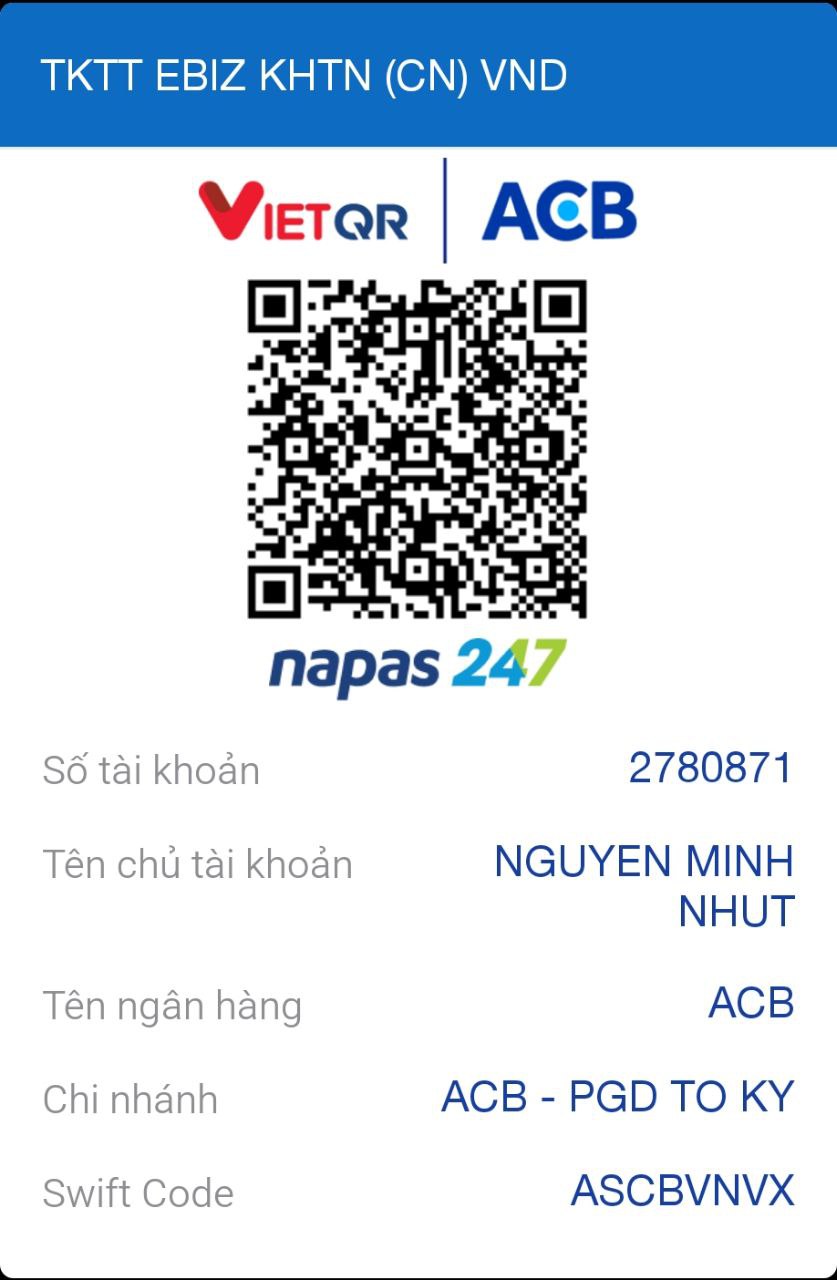 TKTT EBIZ KHTN (CN) VND
VIETQR ACB
napas 247
Số tài khoản 2780871
Tên chủ tài khoản NGUYEN MINH
NHUT
Tên ngân hàng ACB
Chi nhánh ACB - PGD TO KY
Swift Code ASCBVNVX